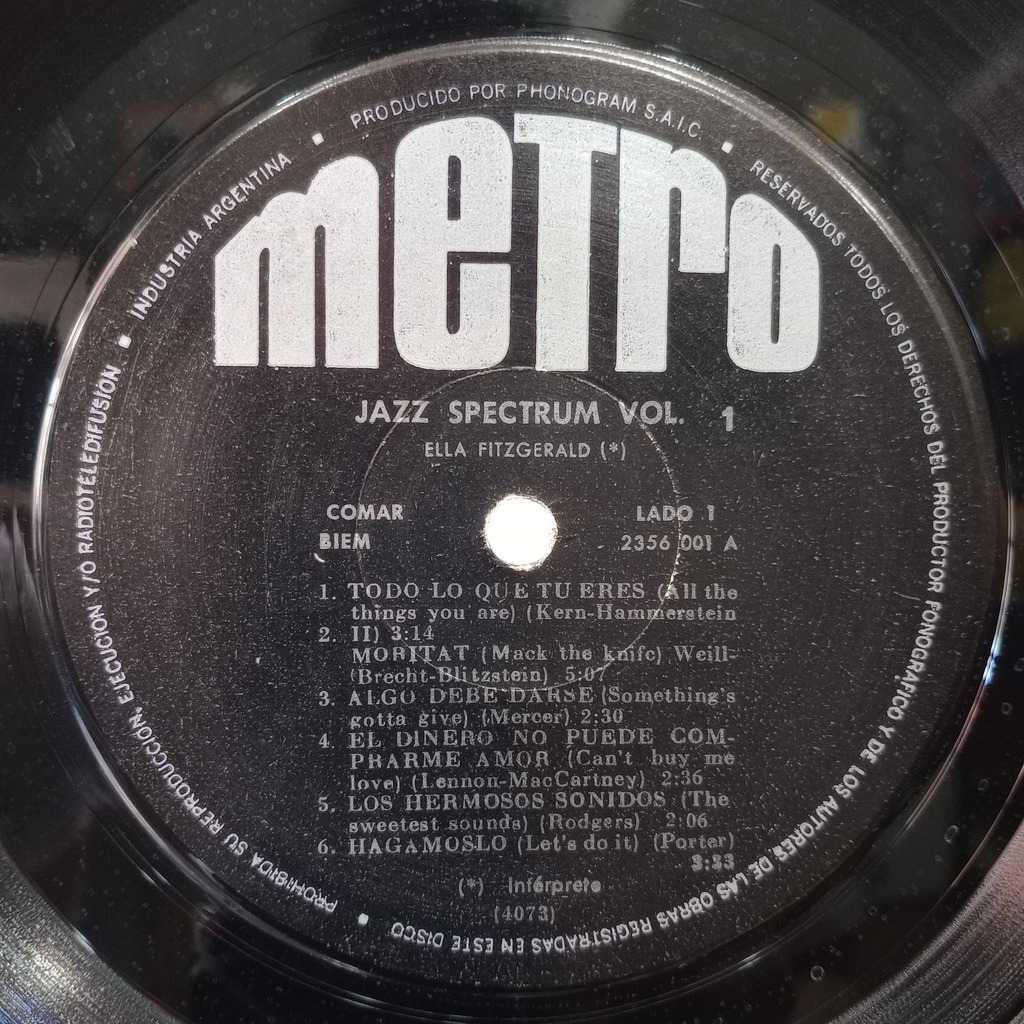 PRODUCIDO POR PHONOGRAM S.A.I.C. ▪ RESERVADOS TODOS LOS DERECHOS DEL PRODUCTOR FONOGRAFICO Y DE LOS AUTORES DE LAS OBRAS REGISTRADAS EN ESTE DISCO ▪ PROHIBIDA SU REPRODUCCIÓN, EJECUCION Y/O RADIOTELEDIFUSIÓN ▪ INDUSTRIA ARGENTINA ▪
meTro
JAZZ SPECTRUM VOL. 1
ELLA FITZGERALD (*)
COMAR LADO 1
BIEM 2356 001 A
1. TODO LO QUE TU ERES (All the
things you are) (Kern-Hammerstein
2. II) 3:14
MORITAT (Mack the knife) Weill-
(Brecht-Blitzstein) 5:07
3. ALGO DEBE DARSE (Something's
gotta give) (Mercer) 2:30
4. EL DINERO NO PUEDE COM-
PRARME AMOR (Can't buy me
love) (Lennon-MacCartney) 2:36
5. LOS HERMOSOS SONIDOS (The
sweetest sounds) (Rodgers) 2:06
6. HAGAMOSLO (Let's do it) (Porter)
3:33
(*) Intérprete
(4073)